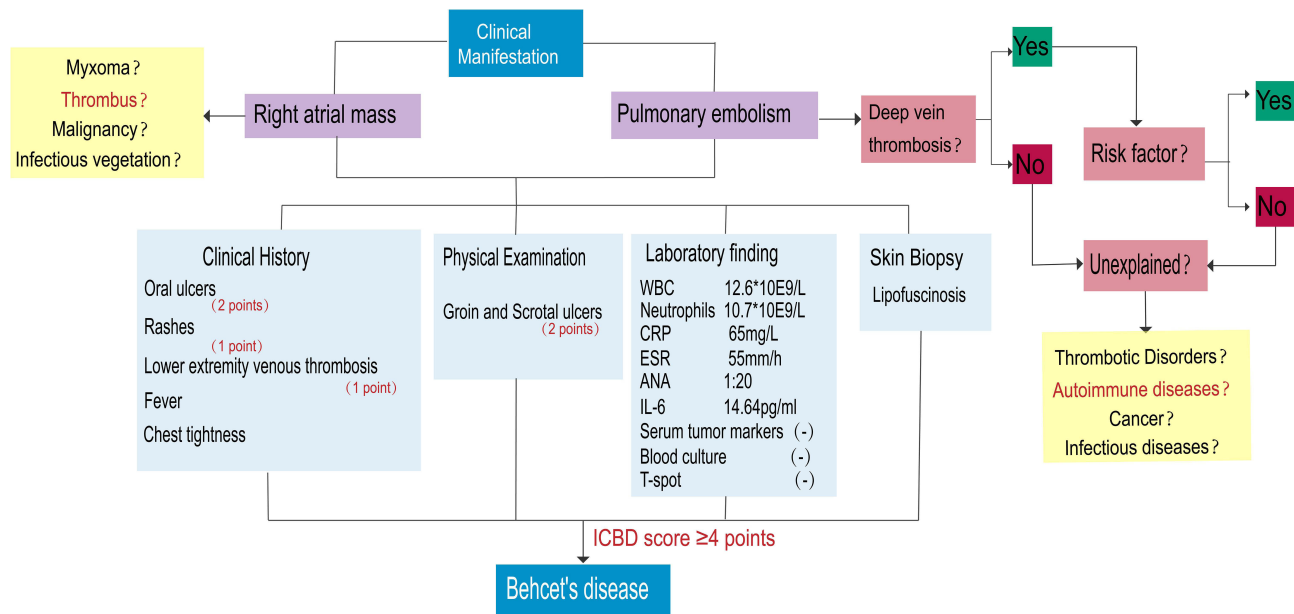 Clinical
Manifestation
Myxoma?
Thrombus?
Malignancy?
Infectious vegetation?
Right atrial mass
Pulmonary embolism
Deep vein
thrombosis?
Yes
No
Risk factor?
Yes
No
Unexplained?
Thrombotic Disorders?
Autoimmune diseases?
Cancer?
Infectious diseases?
Clinical History
Oral ulcers
(2 points)
Rashes
(1 point)
Lower extremity venous thrombosis
(1 point)
Fever
Chest tightness
Physical Examination
Groin and Scrotal ulcers
(2 points)
Laboratory finding
WBC 12.6*10E9/L
Neutrophils 10.7*10E9/L
CRP 65mg/L
ESR 55mm/h
ANA 1:20
IL-6 14.64pg/ml
Serum tumor markers (-)
Blood culture (-)
T-spot (-)
Skin Biopsy
Lipofuscinosis
ICBD score ≥4 points
Behcet's disease